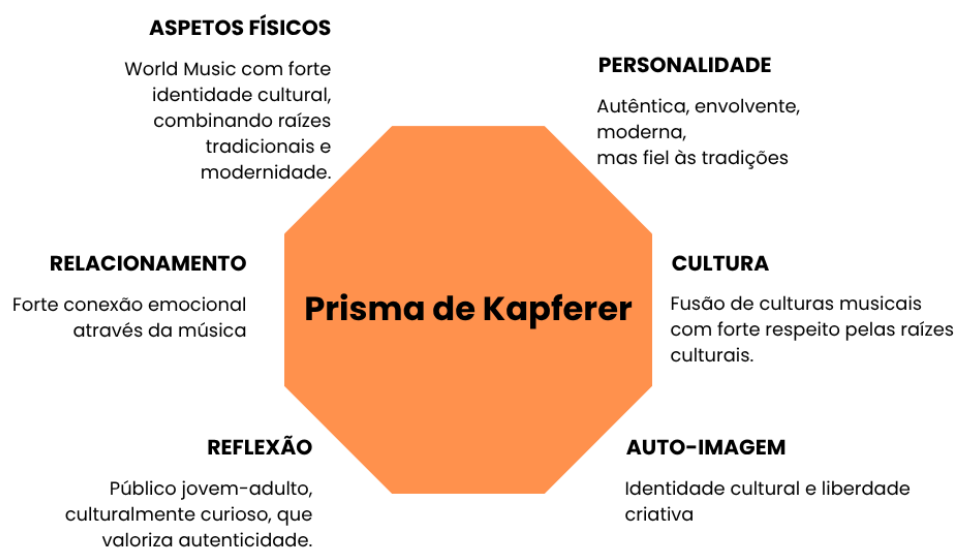 ASPETOS FÍSICOS
World Music com forte
identidade cultural,
combinando raízes
tradicionais e
modernidade.
PERSONALIDADE
Autêntica, envolvente,
moderna,
mas fiel às tradições
RELACIONAMENTO
Forte conexão emocional
através da música
Prisma de Kapferer
CULTURA
Fusão de culturas musicais
com forte respeito pelas raízes
culturais.
REFLEXÃO
Público jovem-adulto,
culturalmente curioso, que
valoriza autenticidade.
AUTO-IMAGEM
Identidade cultural e liberdade
criativa